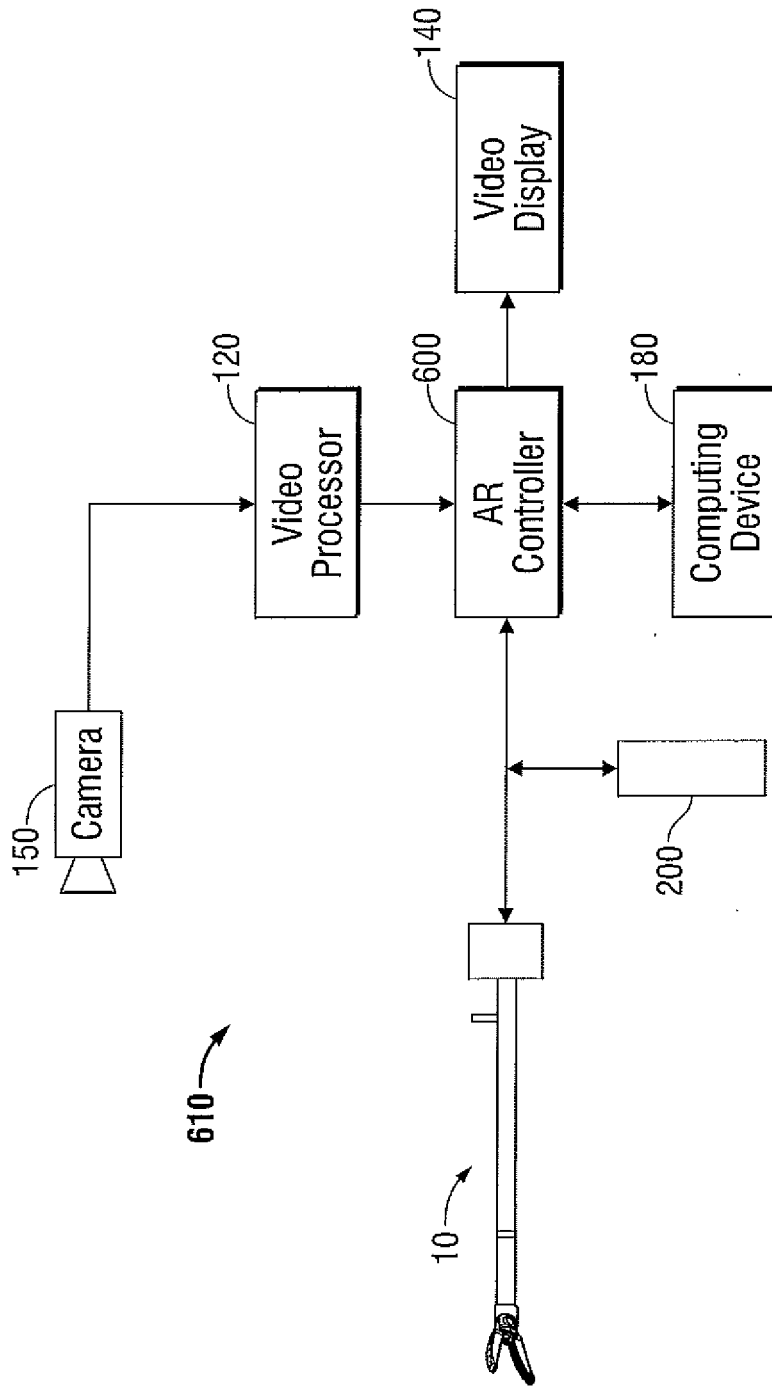 610
150
Camera
120
Video
Processor
600
AR
Controller
140
Video
Display
180
Computing
Device
10
200